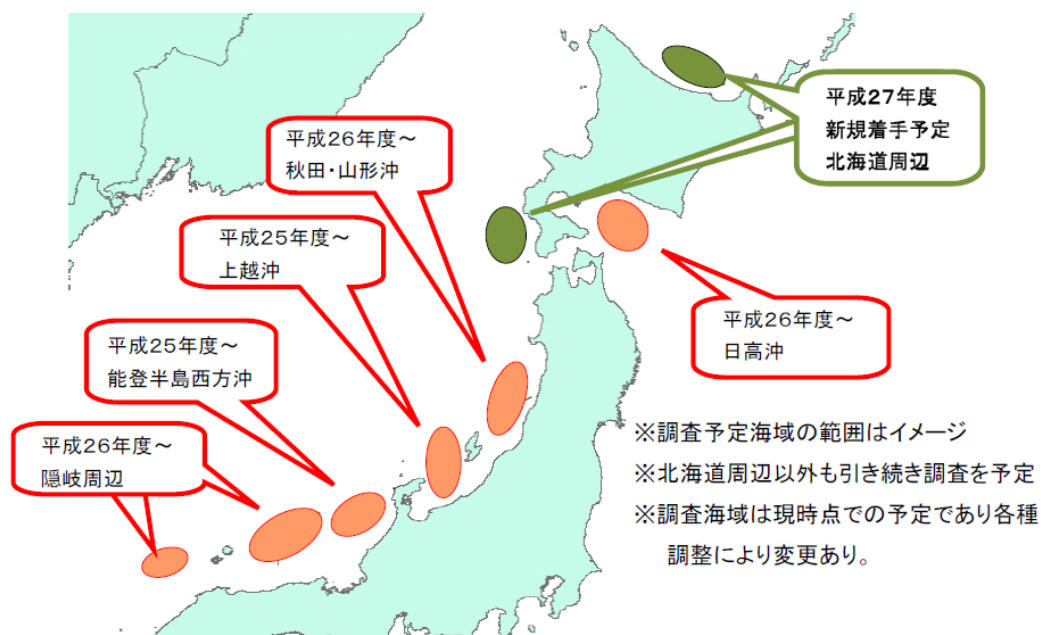 平成27年度
新規着手予定
北海道周辺
平成26年度~
秋田・山形沖
平成25年度~
上越沖
平成26年度~
日高沖
平成25年度~
能登半島西方沖
平成26年度~
隠岐周辺
※調査予定海域の範囲はイメージ
※北海道周辺以外も引き続き調査を予定
※調査海域は現時点での予定であり各種
調整により変更あり。